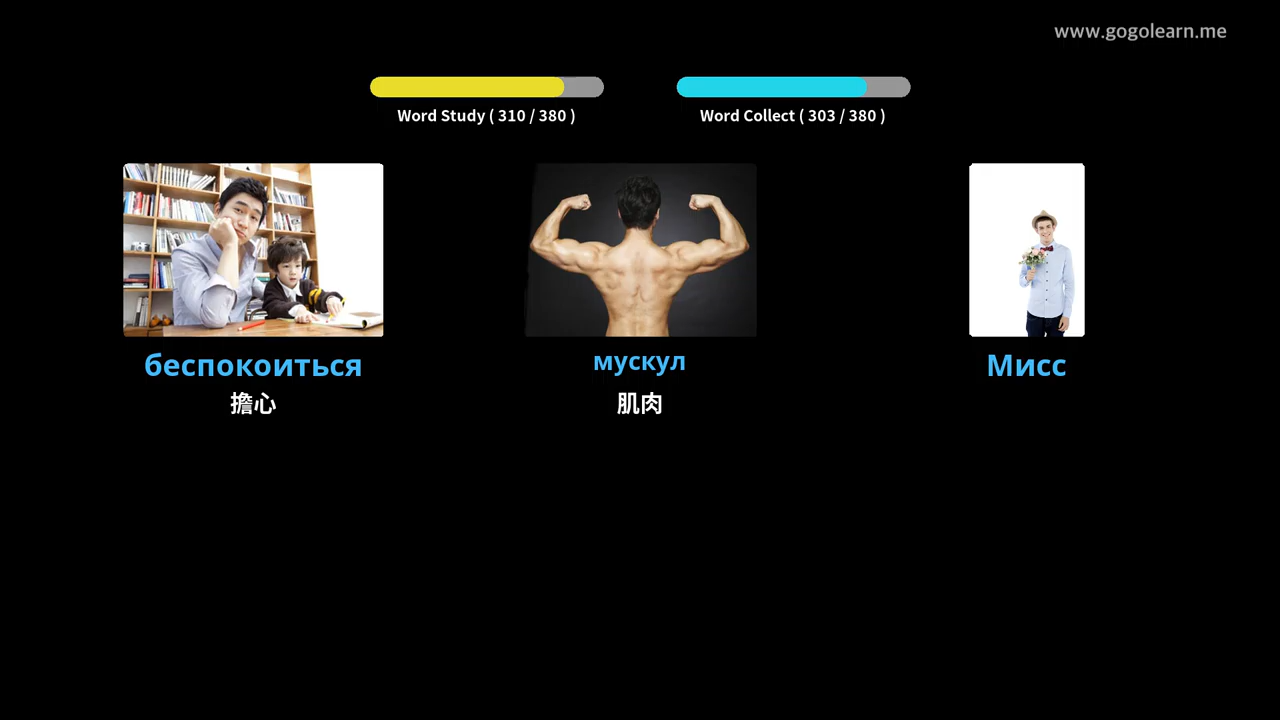 www.gogolearn.me
Word Study ( 310 / 380 )
Word Collect ( 303 / 380 )
беспокоиться
мускул
Мисс
擔心
肌肉